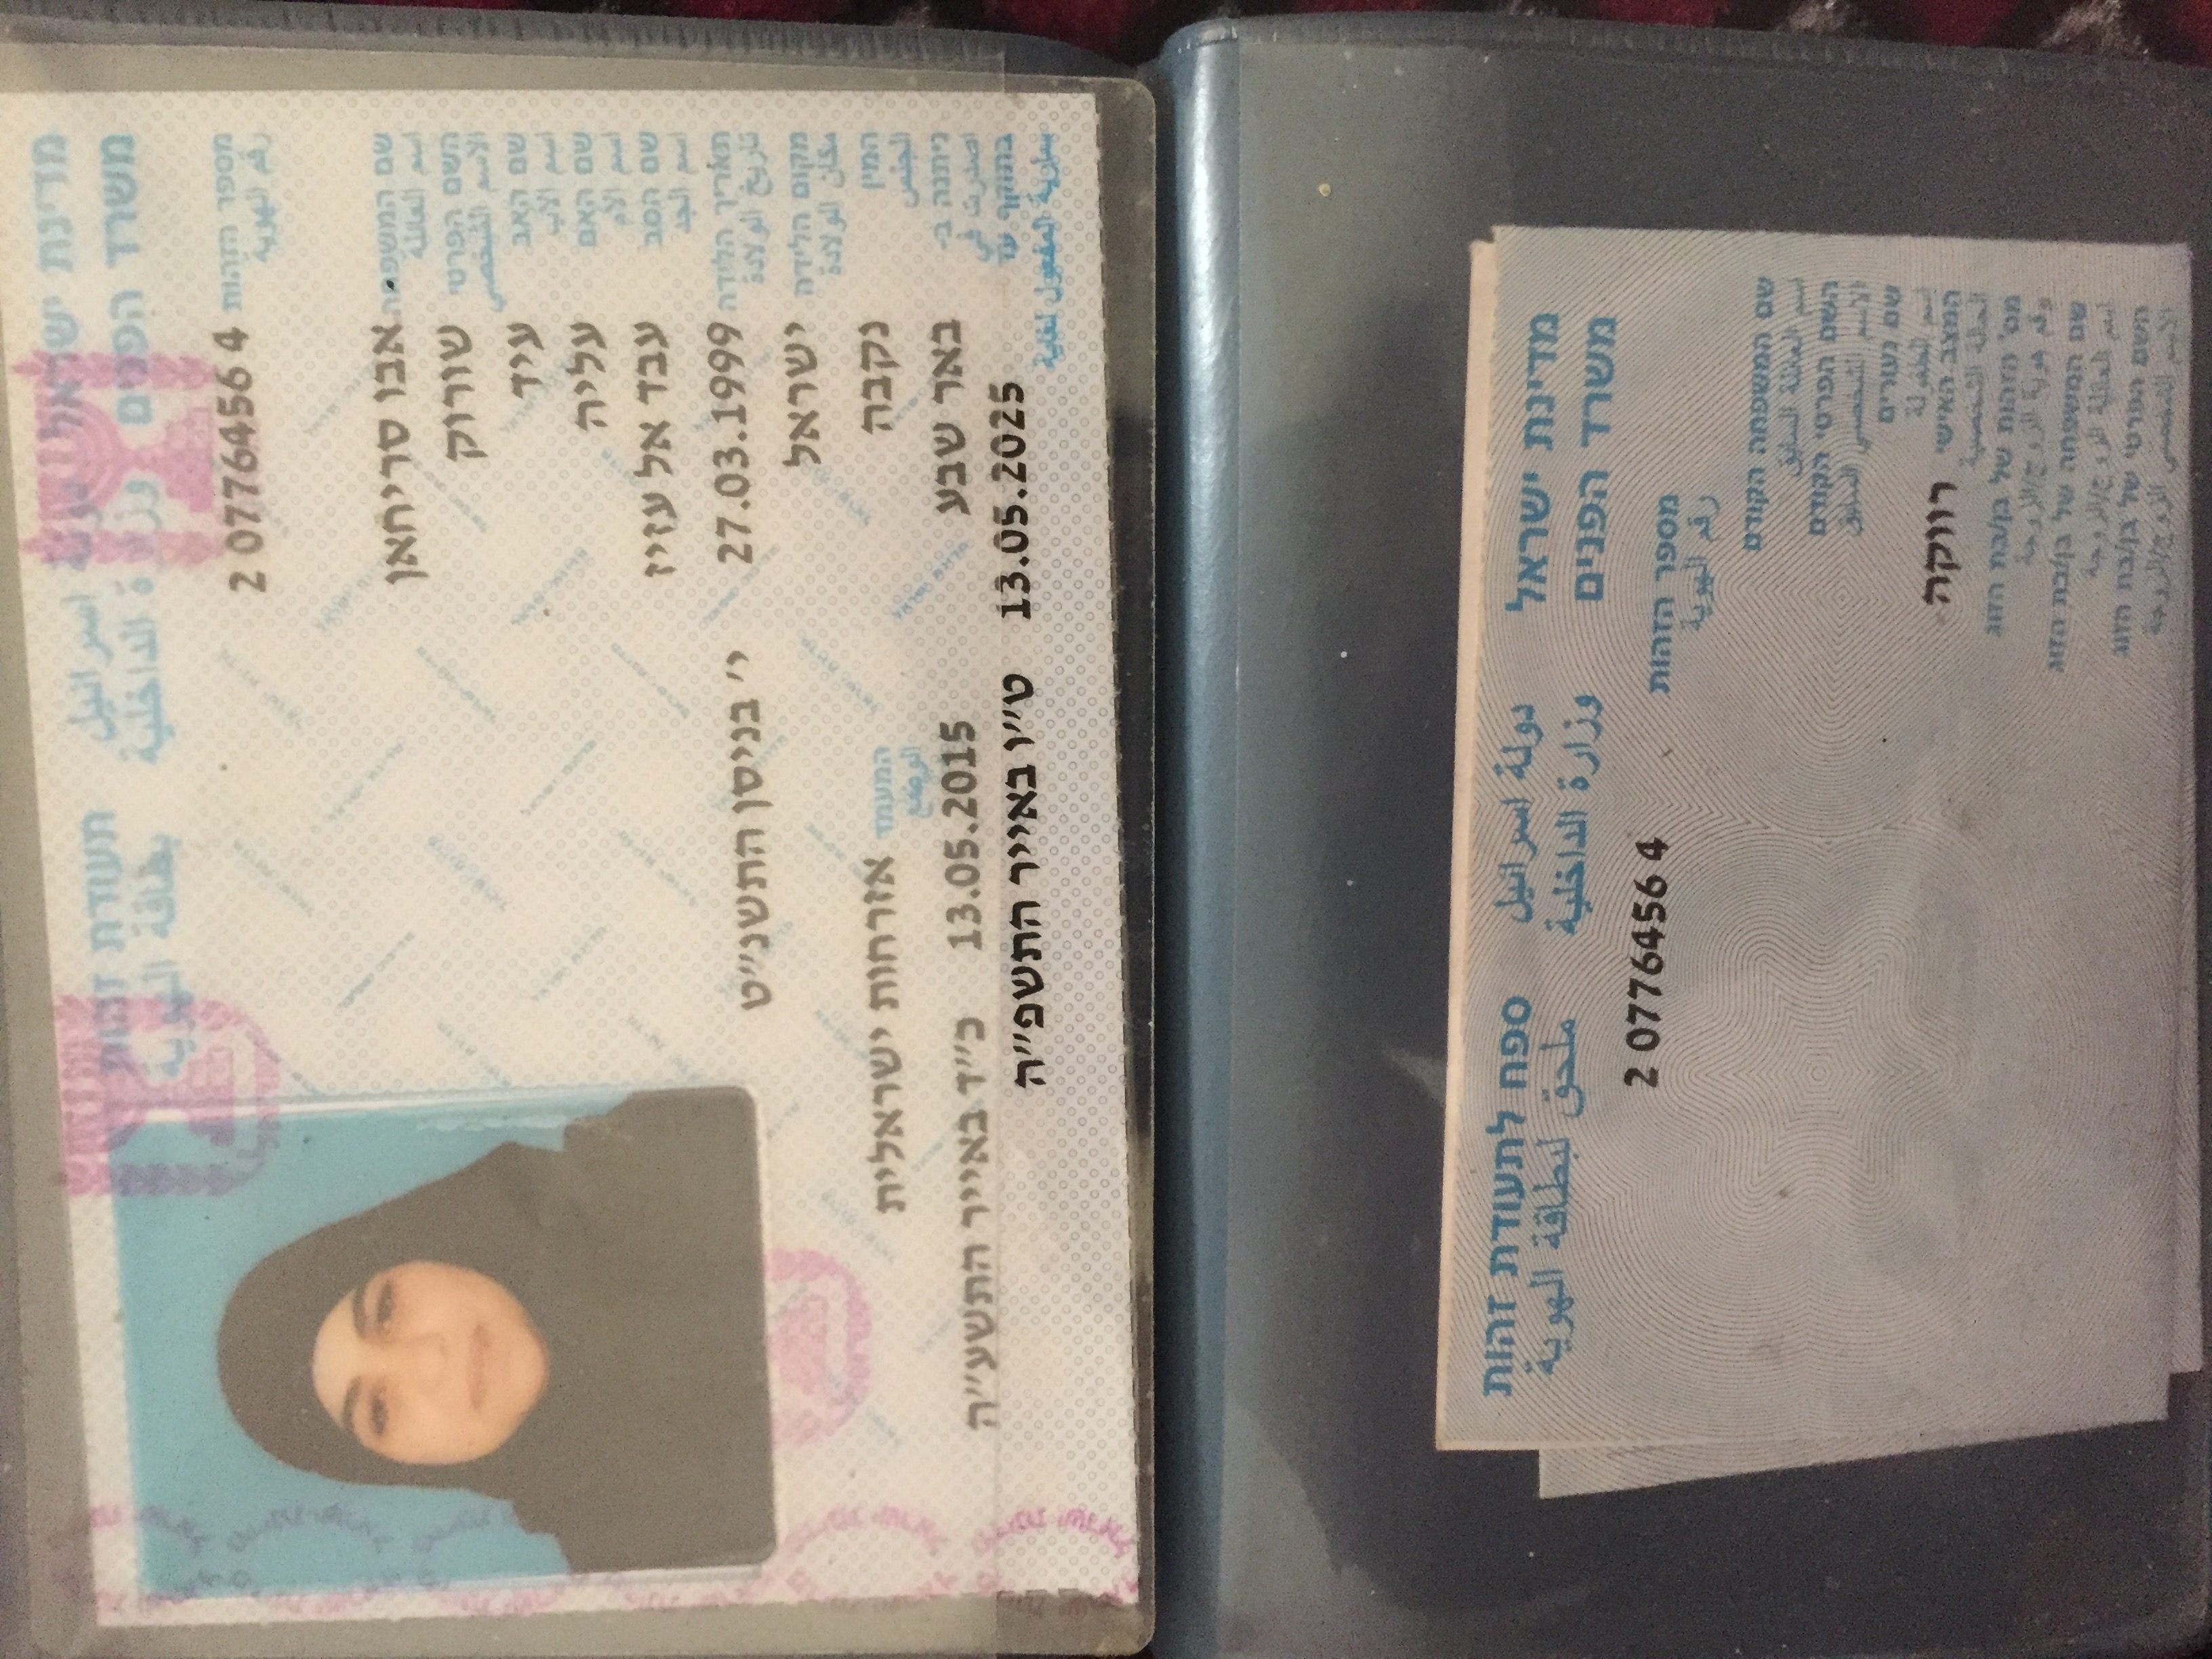 מדינת ישראל دولة اسرائيل תעודת זהות
משרד הפנים وزارة الداخلية بطاقة الهوية
מספר הזהות 2 0776456 4
رقم الهوية
שם המשפחה אבו סריחאן
اسم العائلة
השם הפרטי שורוק
الاسم الشخصي
שם האב עיד
اسم الاب
שם האם עליה
اسم الام
שם הסב עבד אל עזיז
اسم الجد
תאריך הלידה 27.03.1999 י' בניסן התשנ"ט
تاريخ الولادة
מקום הלידה ישראל
مكان الولادة
המין נקבה המעמד אזרחות ישראלית
الجنس الوضع
ניתנה ב- באר שבע 13.05.2015 כ"ד באייר התשע"ה
اصدرت في
בתוקף עד 13.05.2025 ט"ו באייר התשפ"ה
سارية المفعول لغاية
מדינת ישראל دولة اسرائيل ספח לתעודת זהות
משרד הפנים وزارة الداخلية ملحق لبطاقة الهوية
מספר הזהות 2 0776456 4
رقم الهوية
שם המשפחה הקודם
اسم العائلة السابق
השם הפרטי הקודם
الاسم الشخصي السابق
שם נעורים
اسم الطفولة
המצב האישי רווקה
الحالة الشخصية
מס' הזהות של בן/בת הזוג
رقم هوية الزوج/الزوجة
שם המשפחה של בן/בת הזוג
اسم العائلة الزوج/الزوجة
השם הפרטי של בן/בת הזוג
الاسم الشخصي الزوج/الزوجة